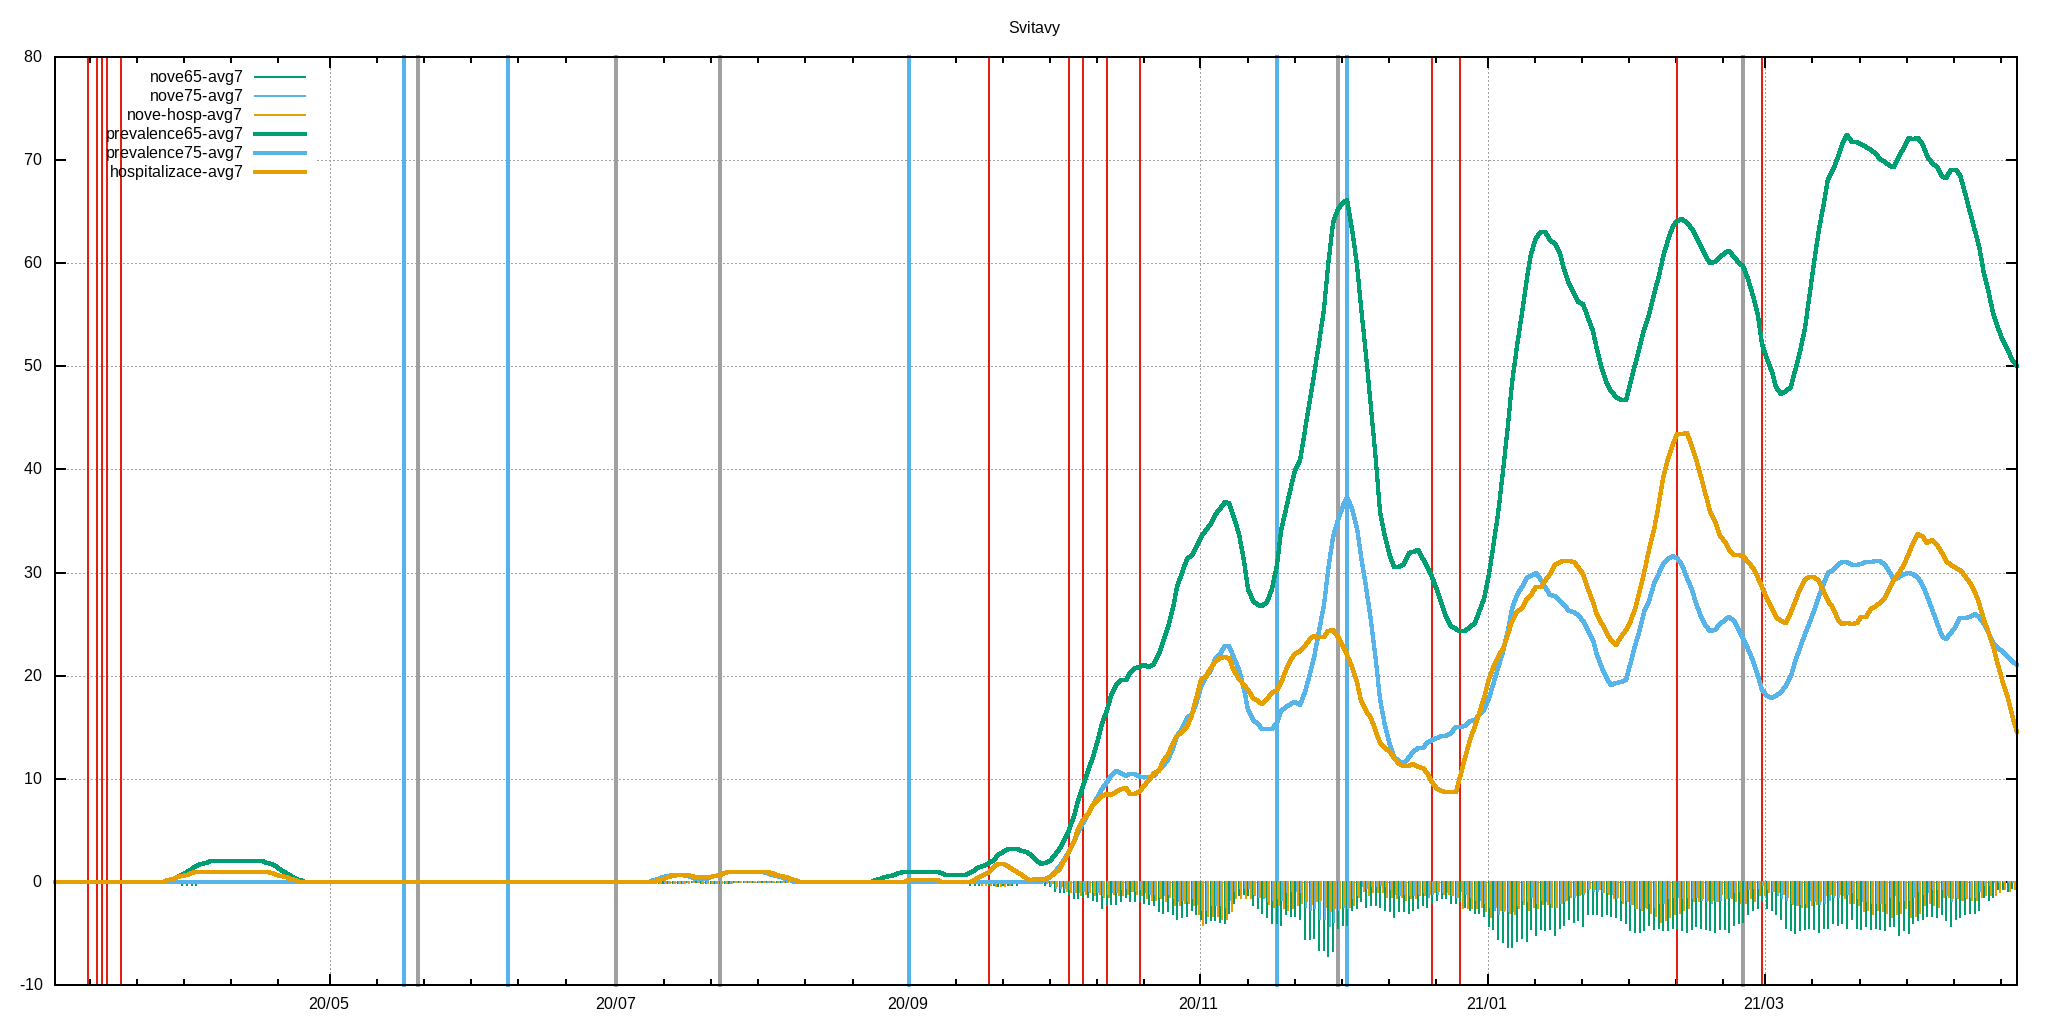 Svitavy
80
70
60
50
40
30
20
10
0
-10
nove65-avg7
nove75-avg7
nove-hosp-avg7
prevalence65-avg7
prevalence75-avg7
hospitalizace-avg7
20/05 20/07 20/09 20/11 21/01 21/03